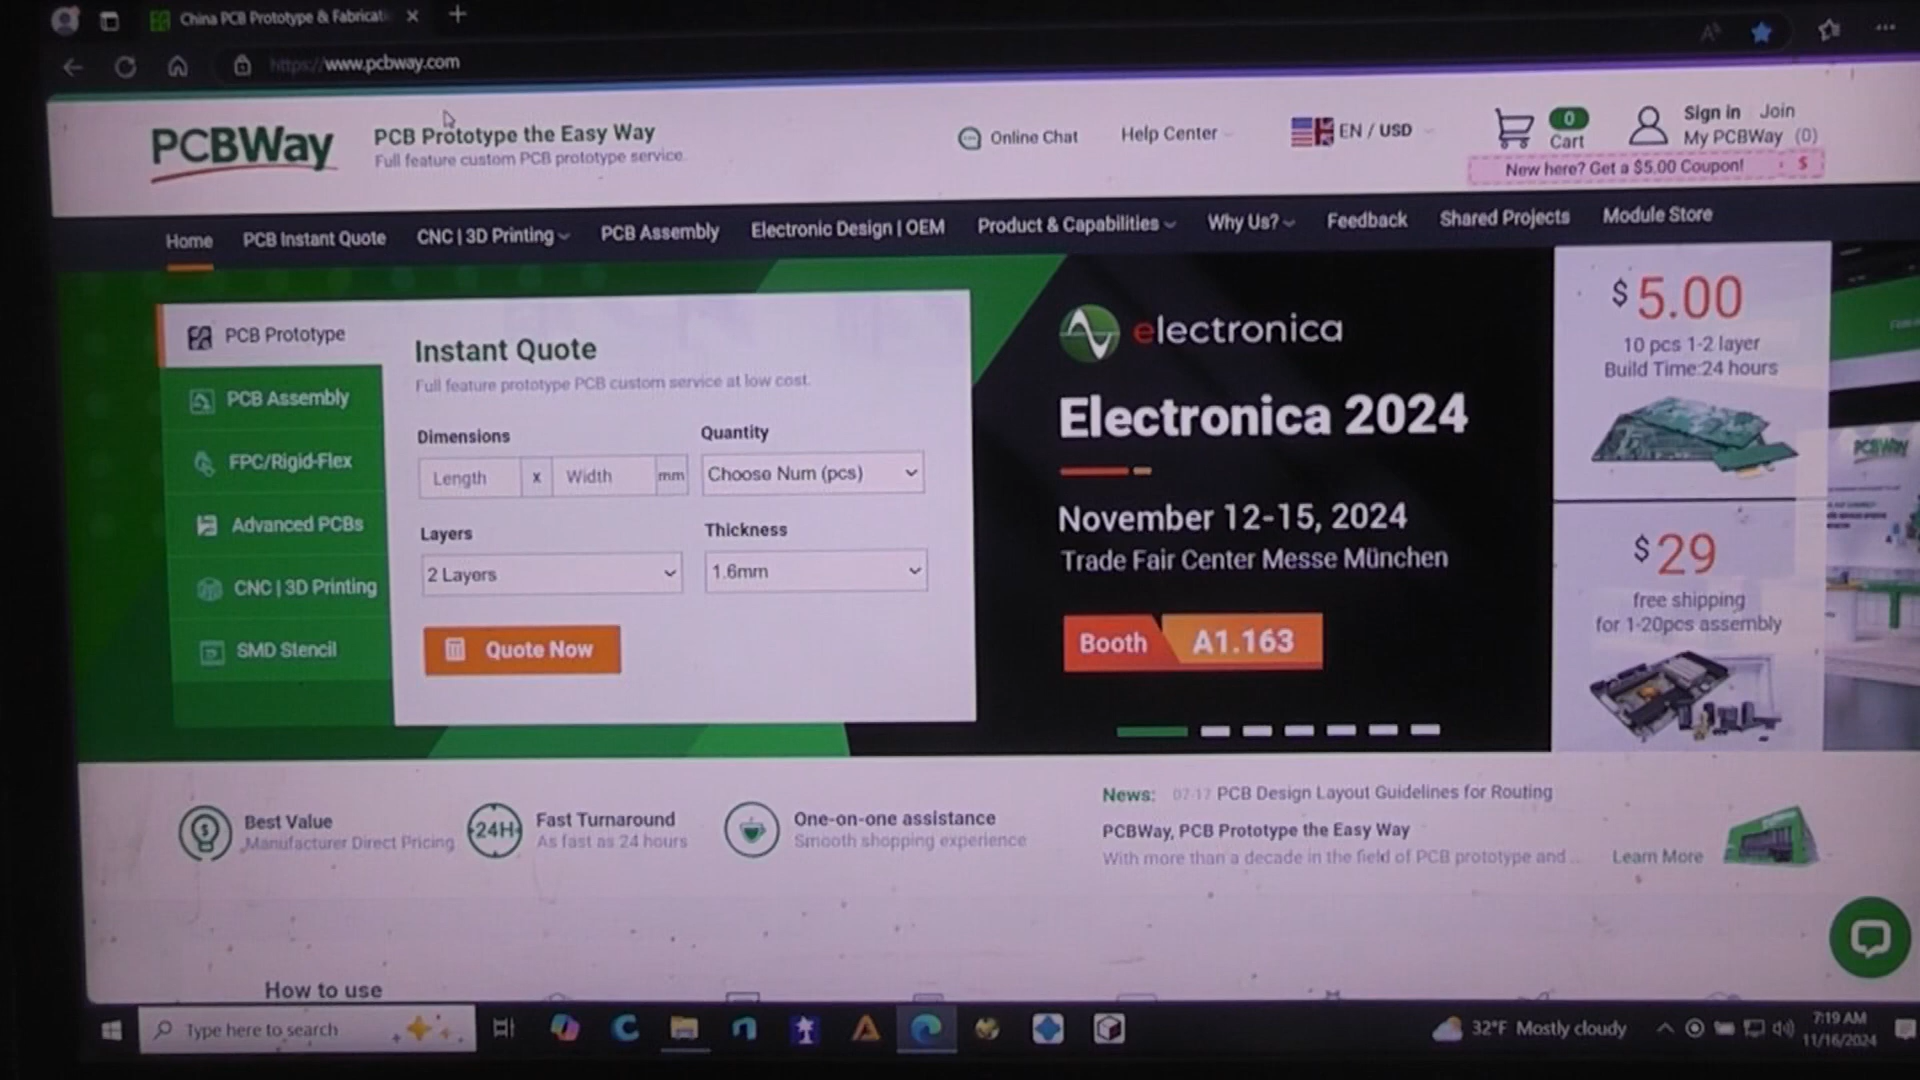 China PCB Prototype & Fabricati
https://www.pcbway.com
PCBWay
PCB Prototype the Easy Way
Full feature custom PCB prototype service.
Online Chat
Help Center
EN / USD
0
Cart
Sign in Join
My PCBWay (0)
New here? Get a $5.00 Coupon!
$
Home
PCB Instant Quote
CNC | 3D Printing
PCB Assembly
Electronic Design | OEM
Product & Capabilities
Why Us?
Feedback
Shared Projects
Module Store
PCB Prototype
PCB Assembly
FPC/Rigid-Flex
Advanced PCBs
CNC | 3D Printing
SMD Stencil
Instant Quote
Full feature prototype PCB custom service at low cost.
Dimensions
Quantity
Length x Width mm
Choose Num (pcs)
Layers
Thickness
2 Layers
1.6mm
Quote Now
electronica
Electronica 2024
November 12-15, 2024
Trade Fair Center Messe München
Booth A1.163
$5.00
10 pcs 1-2 layer
Build Time:24 hours
$29
free shipping
for 1-20pcs assembly
PCBWay
Best Value
Manufacturer Direct Pricing
24H
Fast Turnaround
As fast as 24 hours
One-on-one assistance
Smooth shopping experience
News: 07-17 PCB Design Layout Guidelines for Routing
PCBWay, PCB Prototype the Easy Way
With more than a decade in the field of PCB prototype and ...
Learn More
How to use
Type here to search
32°F Mostly cloudy
7:19 AM
11/16/2024